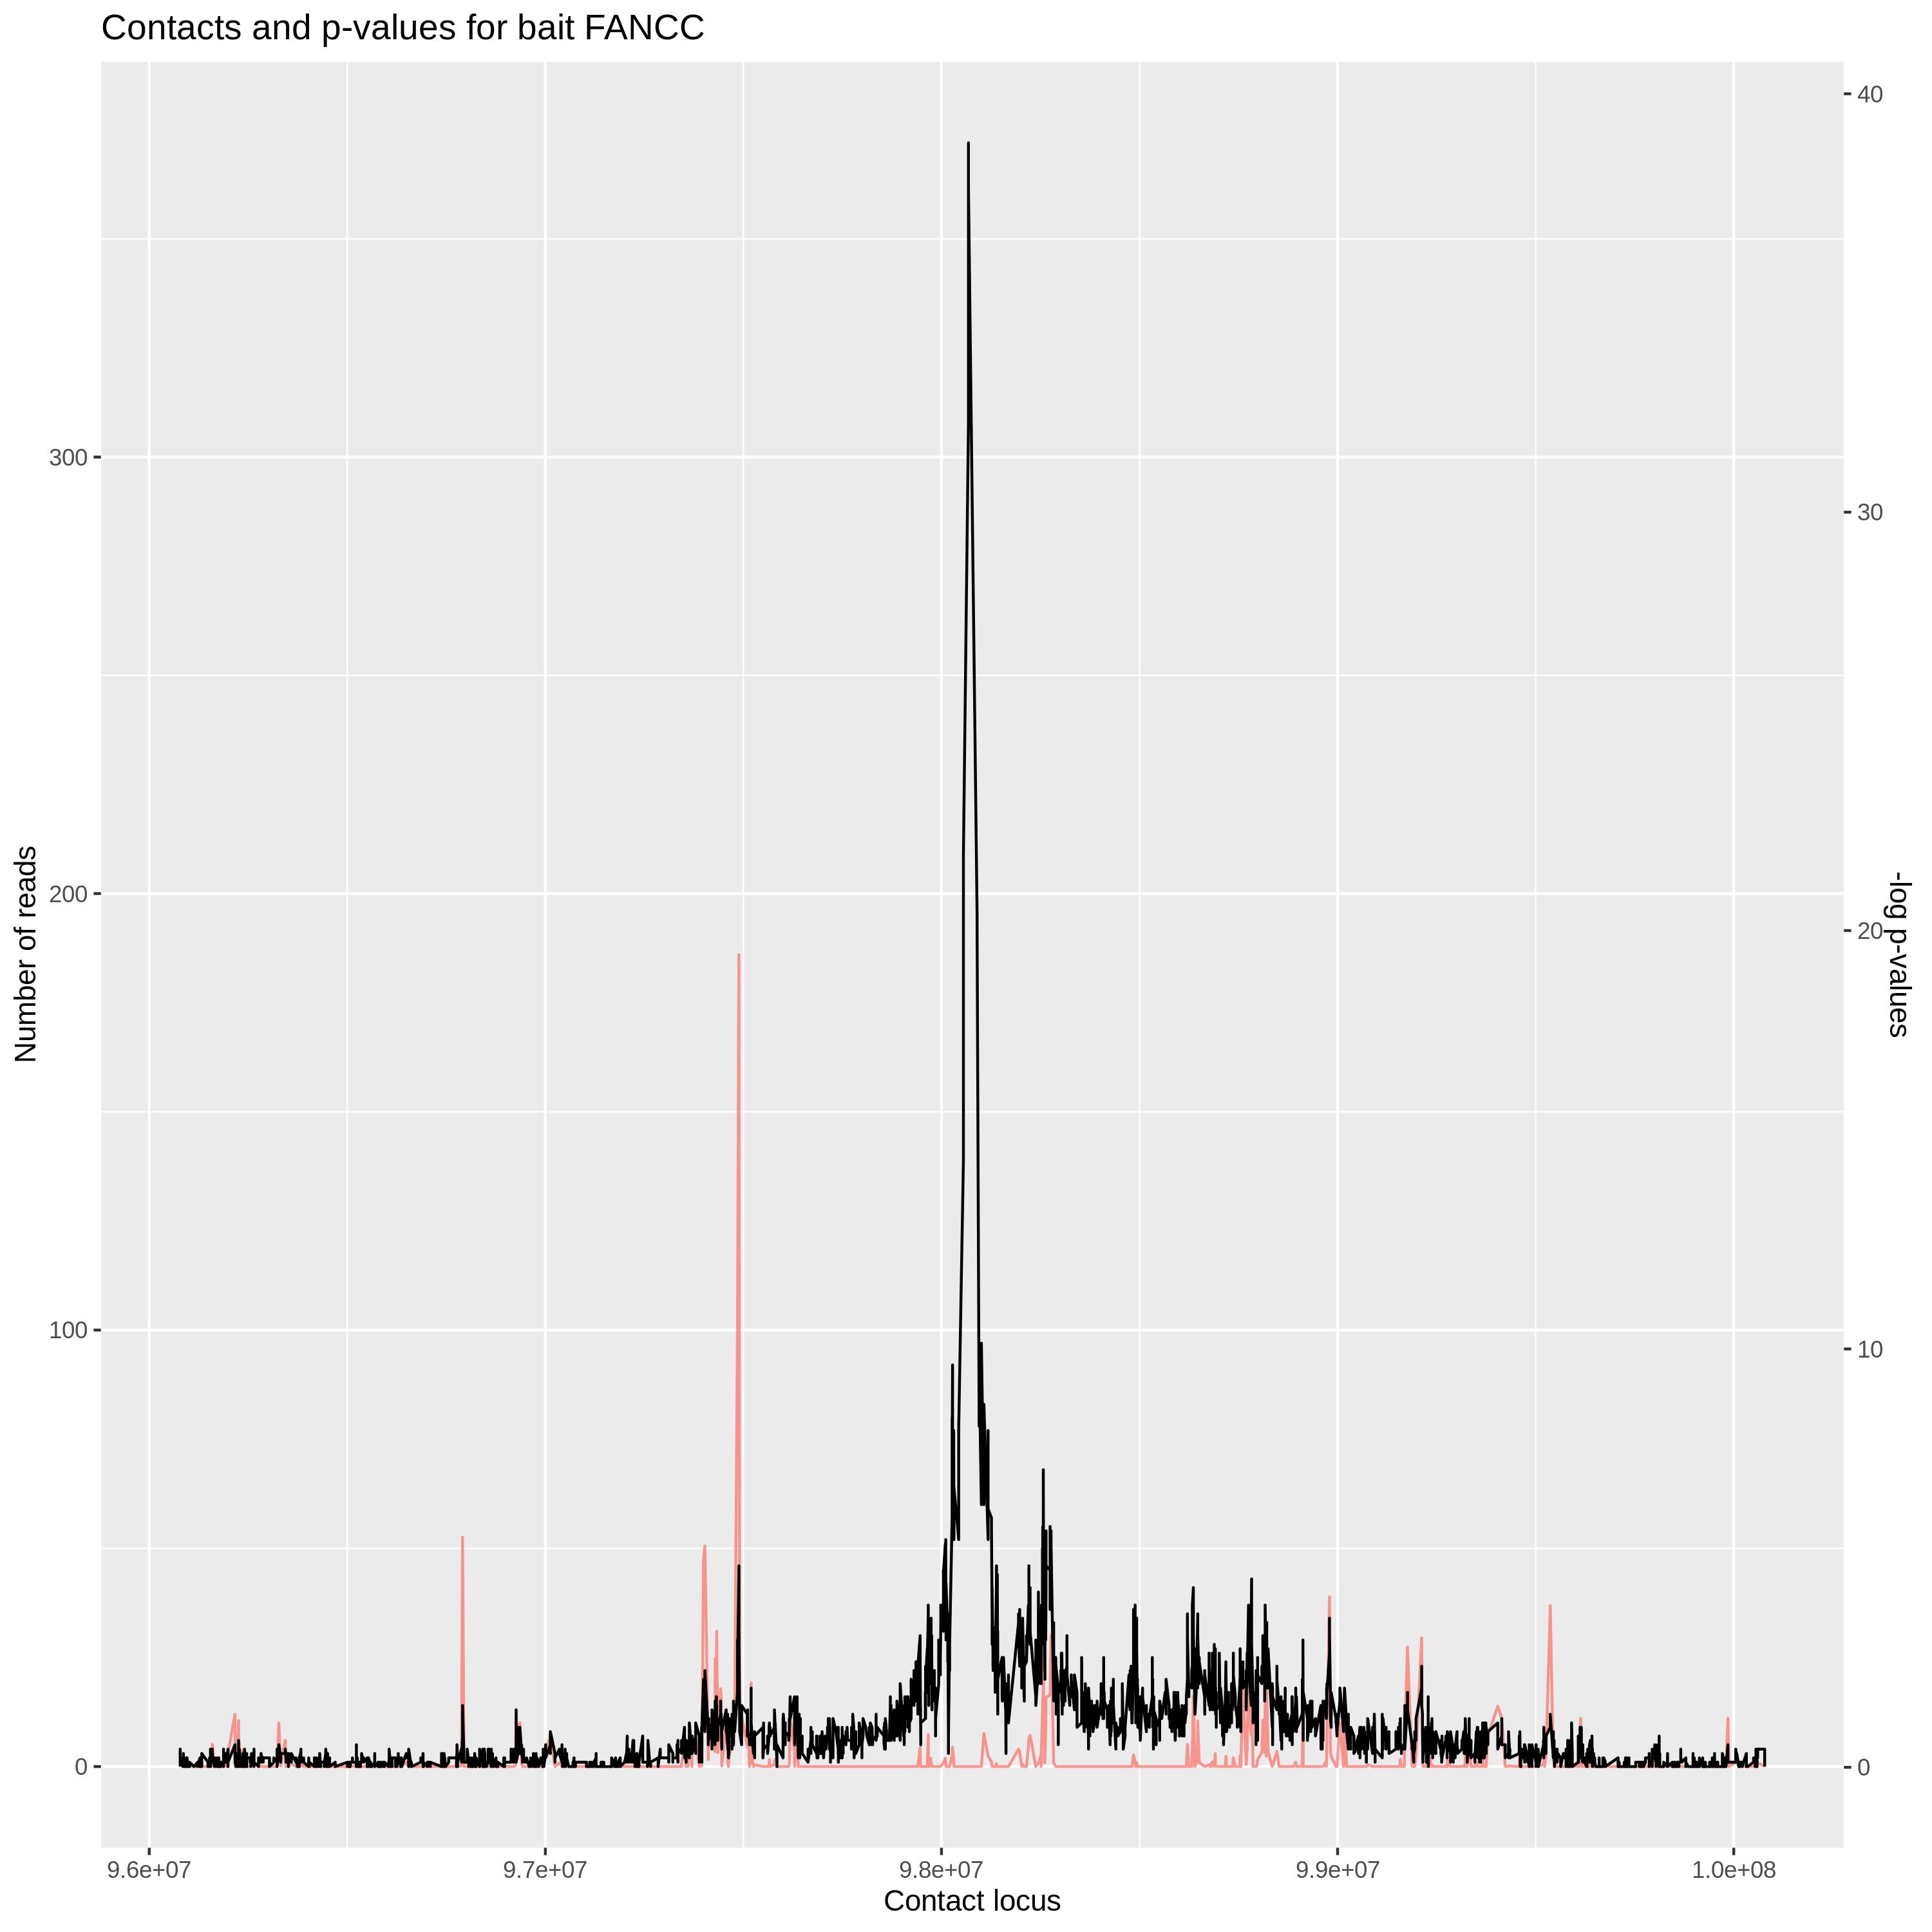 Contacts and p-values for bait FANCC
Number of reads
300
200
100
0
40
30
20
10
0
-log p-values
9.6e+07
9.7e+07
9.8e+07
9.9e+07
1.0e+08
Contact locus